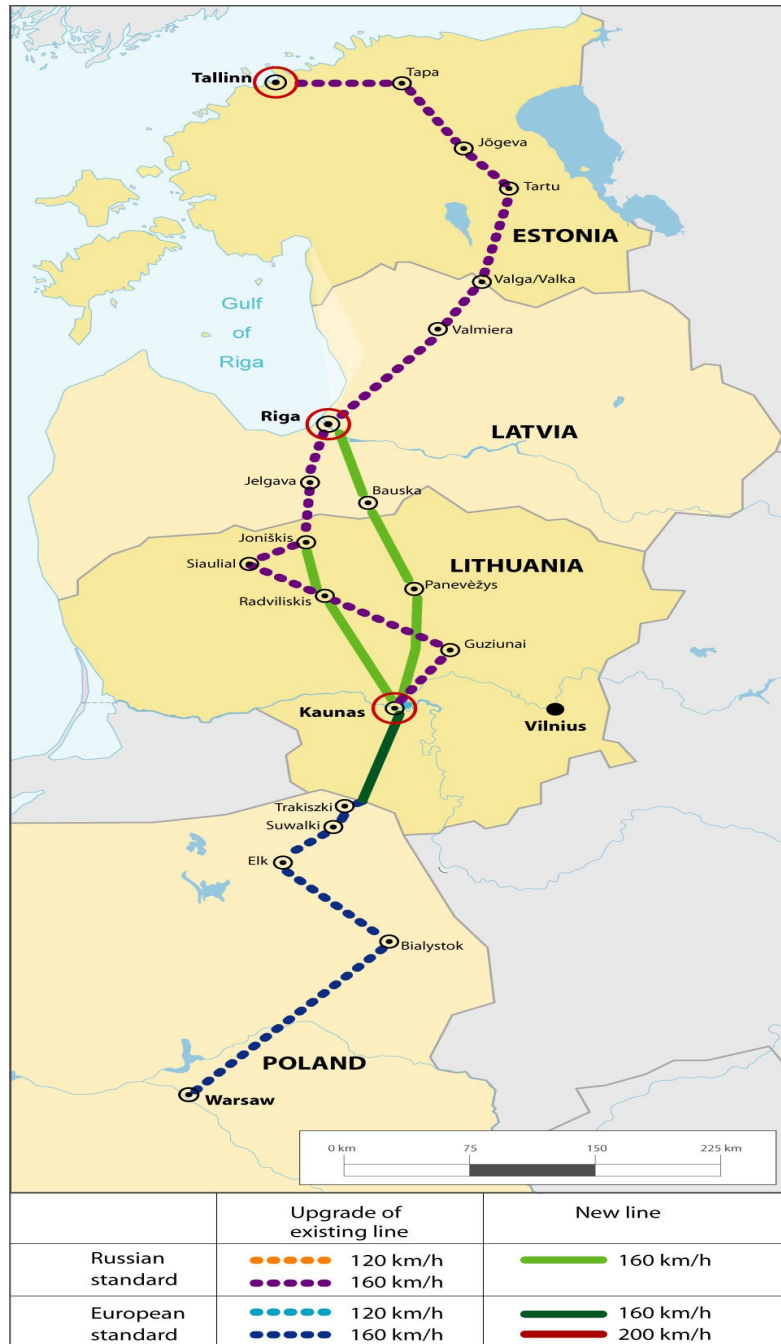 Tallinn
Tapa
Jõgeva
Tartu
ESTONIA
Valga/Valka
Gulf
of
Riga
Valmiera
Riga
LATVIA
Jelgava
Bauska
Joniškis
LITHUANIA
Siaulial
Panevèžys
Radviliskis
Guziunai
Kaunas
Vilnius
Trakiszki
Suwalki
Elk
Bialystok
POLAND
Warsaw
0 km 75 150 225 km
Upgrade of
existing line
New line
Russian
standard
120 km/h
160 km/h
160 km/h
European
standard
120 km/h
160 km/h
160 km/h
200 km/h